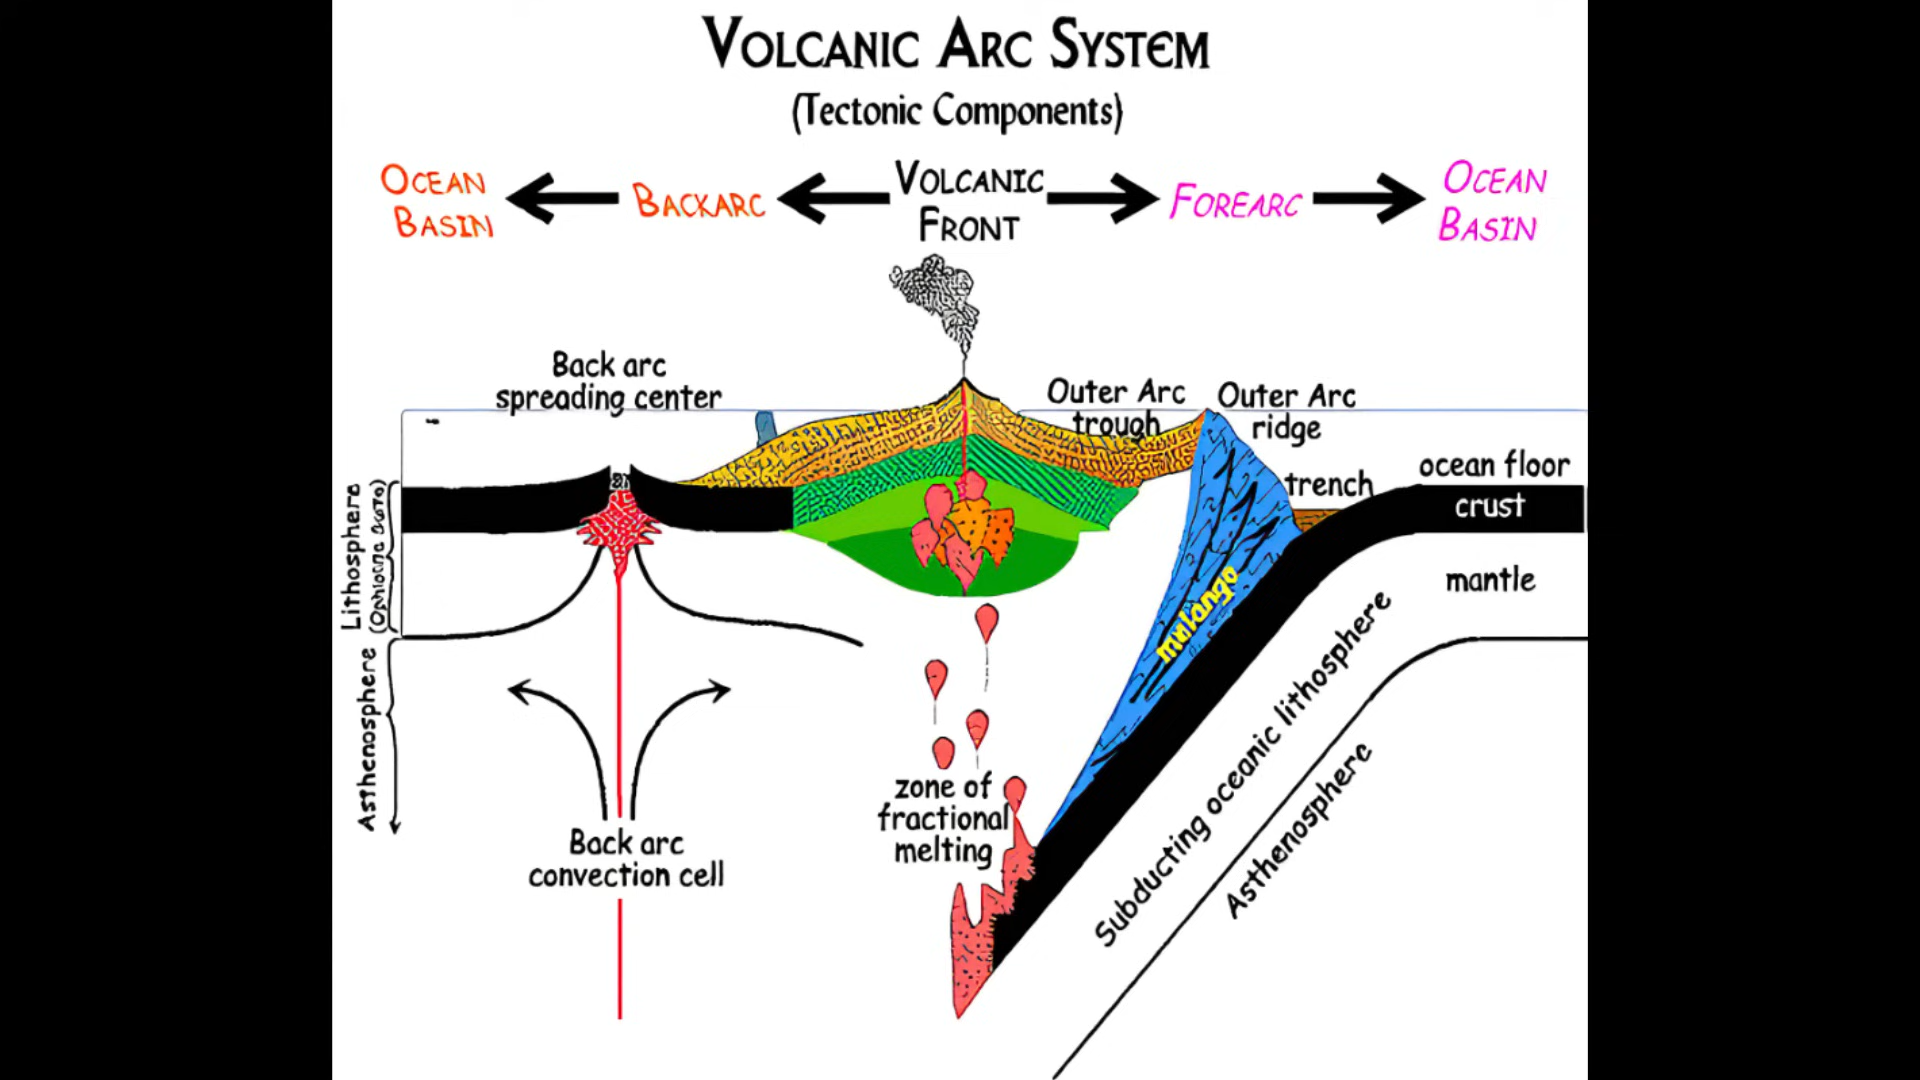 VOLCANIC ARC SYSTEM
(Tectonic Components)
OCEAN
BASIN
BACKARC
VOLCANIC
FRONT
FOREARC
OCEAN
BASIN
Back arc
spreading center
Outer Arc
trough
Outer Arc
ridge
trench
ocean floor
crust
mantle
Lithosphere
Asthenosphere
zone of
fractional
melting
Back arc
convection cell
Subducting oceanic lithosphere
Asthenosphere